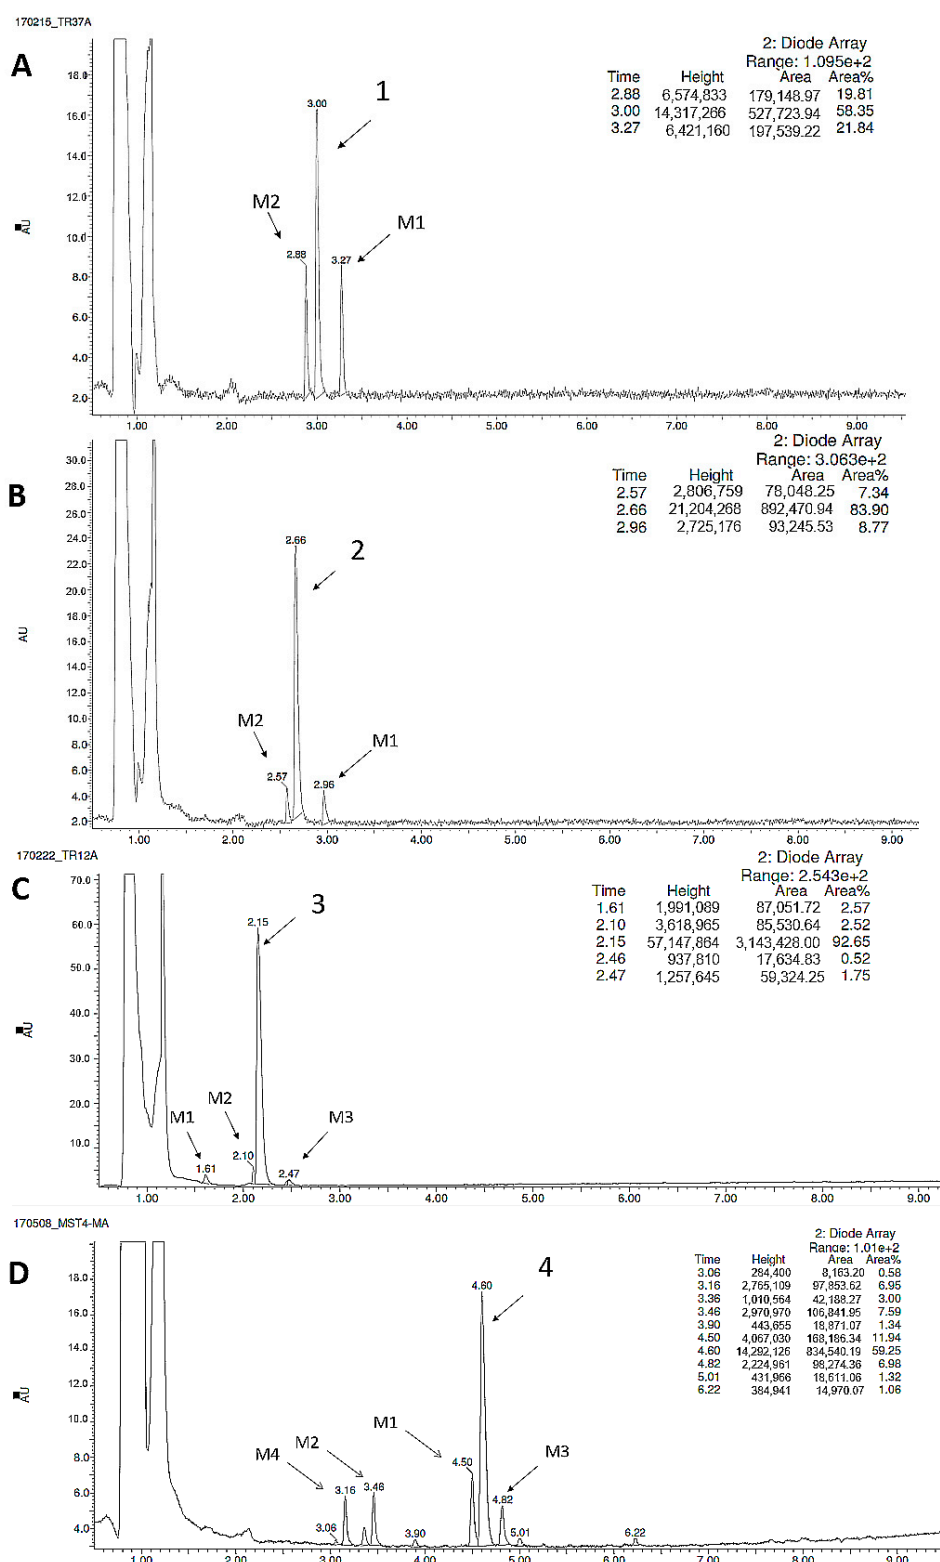 170215_TR37A
A
2: Diode Array
Range: 1.095e+2
Time Height Area Area%
2.88 6,574,833 179,148.97 19.81
3.00 14,317,266 527,723.94 58.35
3.27 6,421,160 197,539.22 21.84
18.0
16.0
14.0
12.0
10.0
8.0
6.0
4.0
2.0
AU
1
3.00
M2
2.88
M1
3.27
1.00 2.00 3.00 4.00 5.00 6.00 7.00 8.00 9.00
B
2: Diode Array
Range: 3.063e+2
Time Height Area Area%
2.57 2,806,759 78,048.25 7.34
2.66 21,204,268 892,470.94 83.90
2.96 2,725,176 93,245.53 8.77
30.0
28.0
26.0
24.0
22.0
20.0
18.0
16.0
14.0
12.0
10.0
8.0
6.0
4.0
2.0
AU
2
2.66
M2
2.57
M1
2.96
1.00 2.00 3.00 4.00 5.00 6.00 7.00 8.00 9.00
170222_TR12A
C
2: Diode Array
Range: 2.543e+2
Time Height Area Area%
1.61 1,991,089 87,051.72 2.57
2.10 3,618,965 85,530.64 2.52
2.15 57,147,864 3,143,428.00 92.65
2.46 937,810 17,634.83 0.52
2.47 1,257,645 59,324.25 1.75
70.0
60.0
50.0
40.0
30.0
20.0
10.0
AU
3
2.15
M1
1.61
M2
2.10
M3
2.47
1.00 2.00 3.00 4.00 5.00 6.00 7.00 8.00 9.00
170508_MST4-MA
D
2: Diode Array
Range: 1.01e+2
Time Height Area Area%
3.06 284,400 8,163.20 0.58
3.16 2,765,109 97,853.62 6.95
3.36 1,010,564 42,188.27 3.00
3.46 2,970,970 106,841.95 7.59
3.90 443,655 18,871.07 1.34
4.50 4,067,030 168,186.34 11.94
4.60 14,292,126 834,540.19 59.25
4.82 2,224,961 98,274.36 6.98
5.01 431,966 18,611.06 1.32
6.22 384,941 14,970.07 1.06
18.0
16.0
14.0
12.0
10.0
8.0
6.0
4.0
AU
4
4.60
M4
3.16
M2
3.46
M1
4.50
M3
4.82
3.06
3.90
5.01
6.22
1.00 2.00 3.00 4.00 5.00 6.00 7.00 8.00 9.00